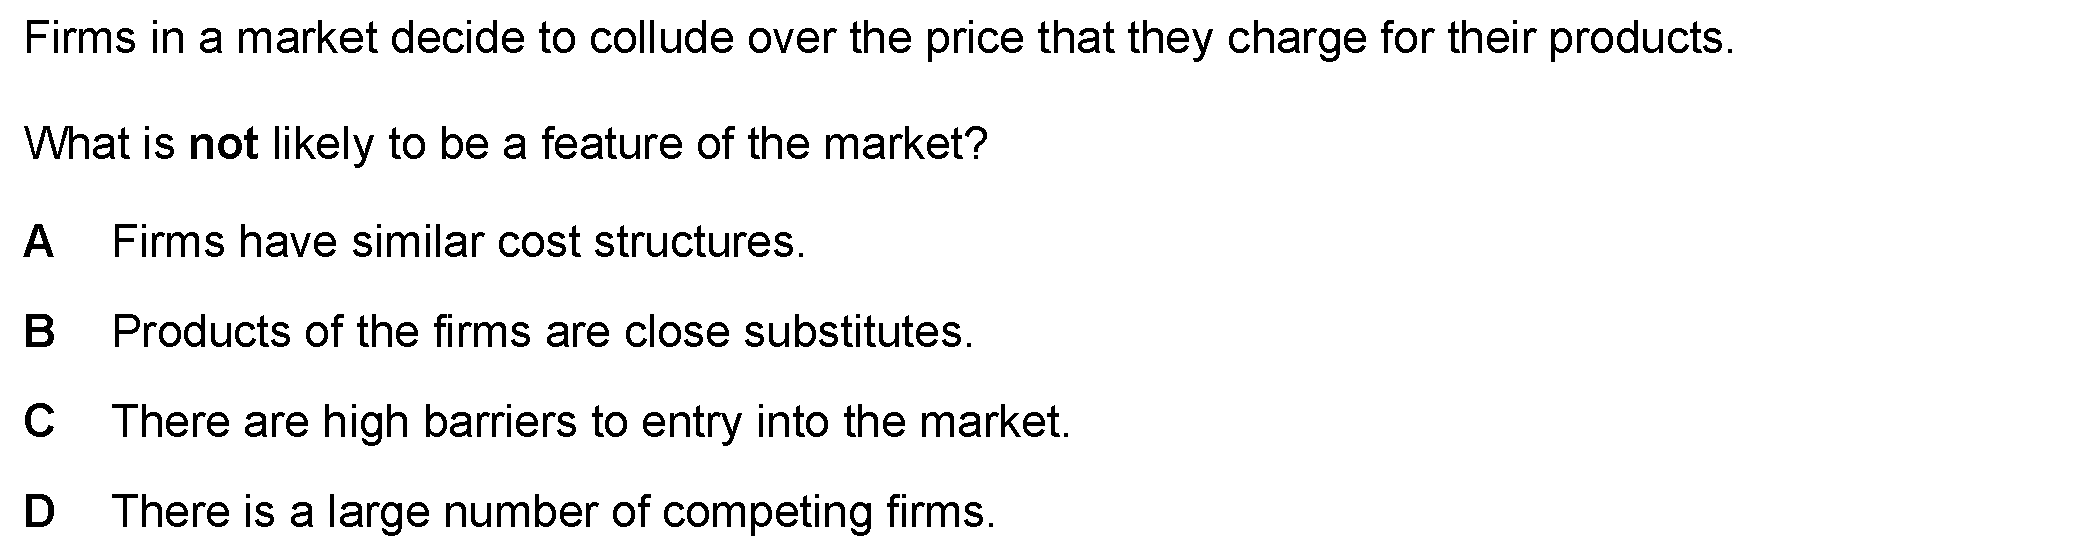 Firms in a market decide to collude over the price that they charge for their products.
What is not likely to be a feature of the market?
A Firms have similar cost structures.
B Products of the firms are close substitutes.
C There are high barriers to entry into the market.
D There is a large number of competing firms.